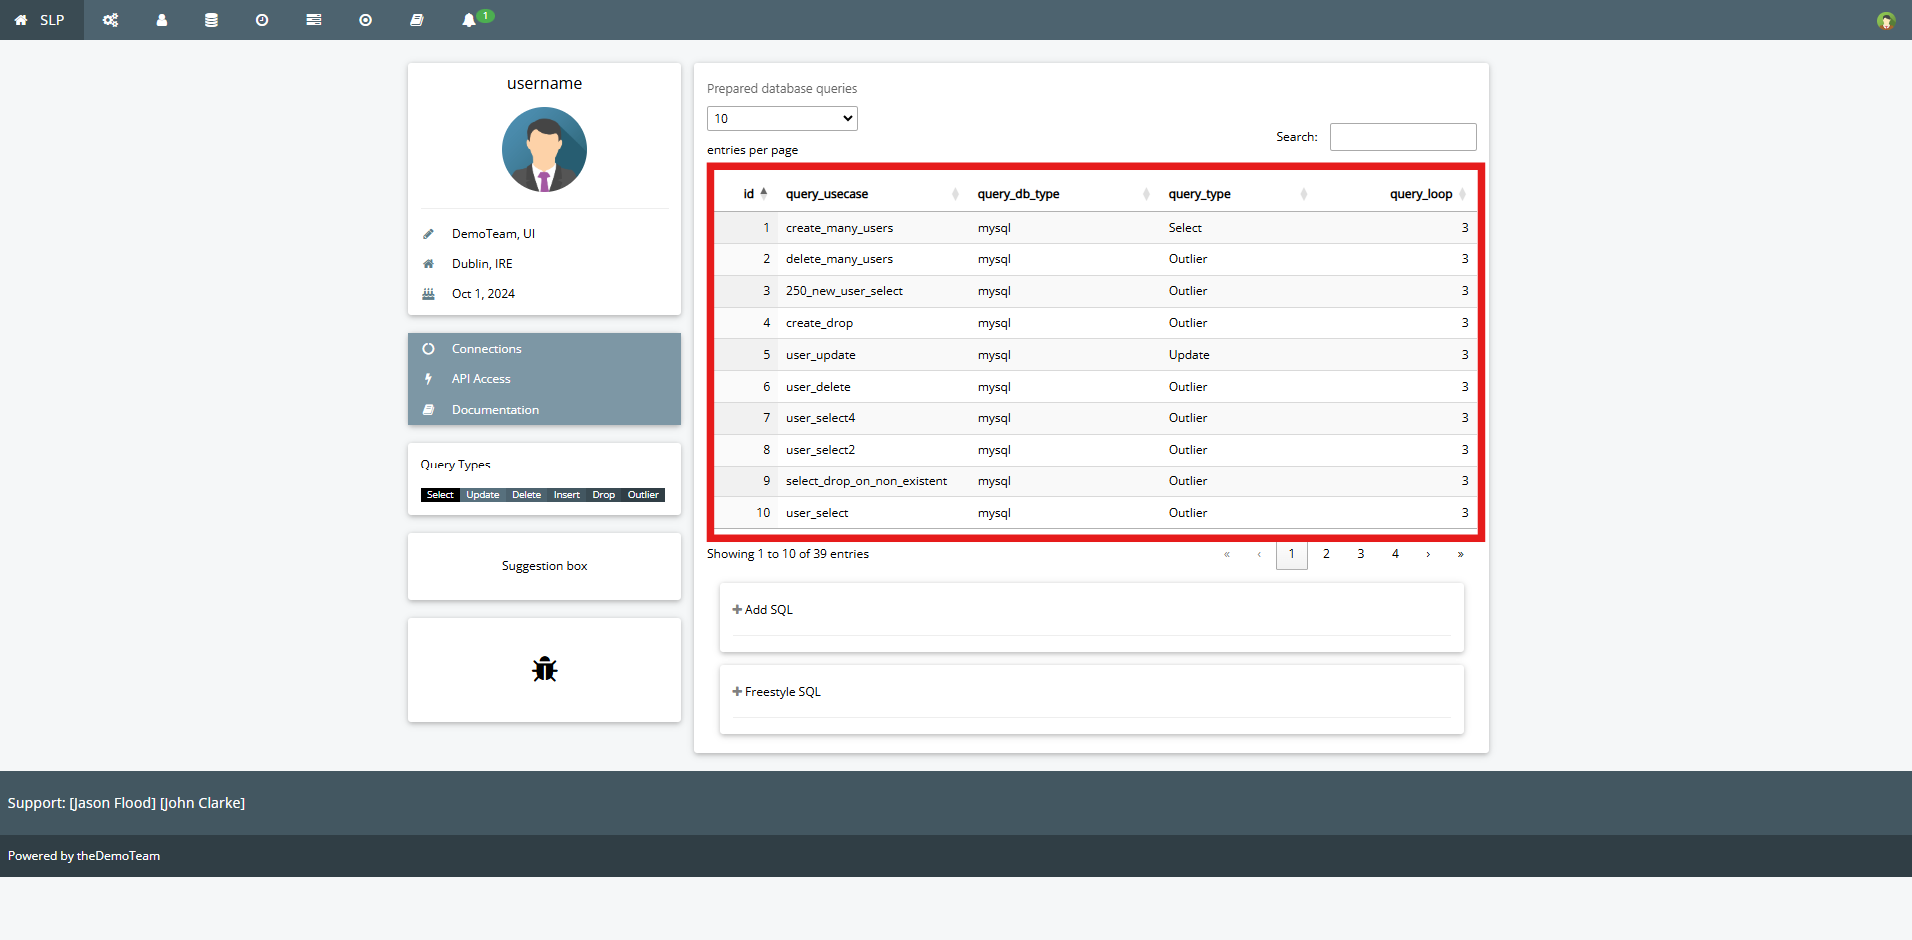 SLP
1
username
DemoTeam, UI
Dublin, IRE
Oct 1, 2024
Connections
API Access
Documentation
Query Types
Select Update Delete Insert Drop Outlier
Suggestion box
Prepared database queries
10
entries per page
Search:
id query_usecase query_db_type query_type query_loop
1 create_many_users mysql Select 3
2 delete_many_users mysql Outlier 3
3 250_new_user_select mysql Outlier 3
4 create_drop mysql Outlier 3
5 user_update mysql Update 3
6 user_delete mysql Outlier 3
7 user_select4 mysql Outlier 3
8 user_select2 mysql Outlier 3
9 select_drop_on_non_existent mysql Outlier 3
10 user_select mysql Outlier 3
Showing 1 to 10 of 39 entries
« ‹ 1 2 3 4 › »
Add SQL
Freestyle SQL
Support: [Jason Flood] [John Clarke]
Powered by theDemoTeam